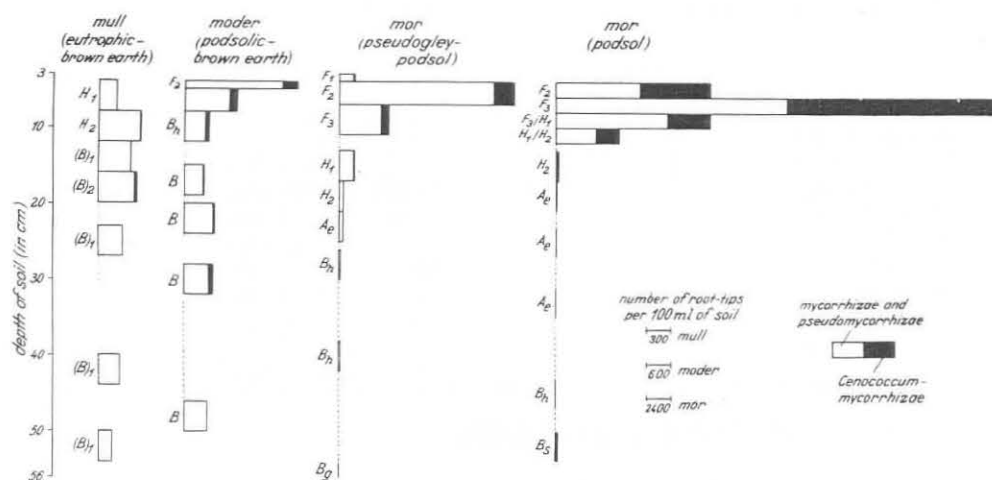 mull
(eutrophic-
brown earth)
moder
(podsolic-
brown earth)
mor
(pseudogley-
podsol)
mor
(podsol)
depth of soil (in cm)
3
10
20
30
40
50
56
H₁
H₂
(B)₁
(B)₂
(B)₁
(B)₁
(B)₁
F₂
Bh
B
B
B
B
F₁
F₂
F₃
H₁
H₂
Ae
Bh
Bh
Bg
F₂
F₃
F₃/H₁
H₁/H₂
H₂
Ae
Ae
Ae
Bh
Bs
number of root-tips
per 100 ml of soil
300 mull
600 moder
2400 mor
mycorrhizae and
pseudomycorrhizae
Cenococcum-
mycorrhizae